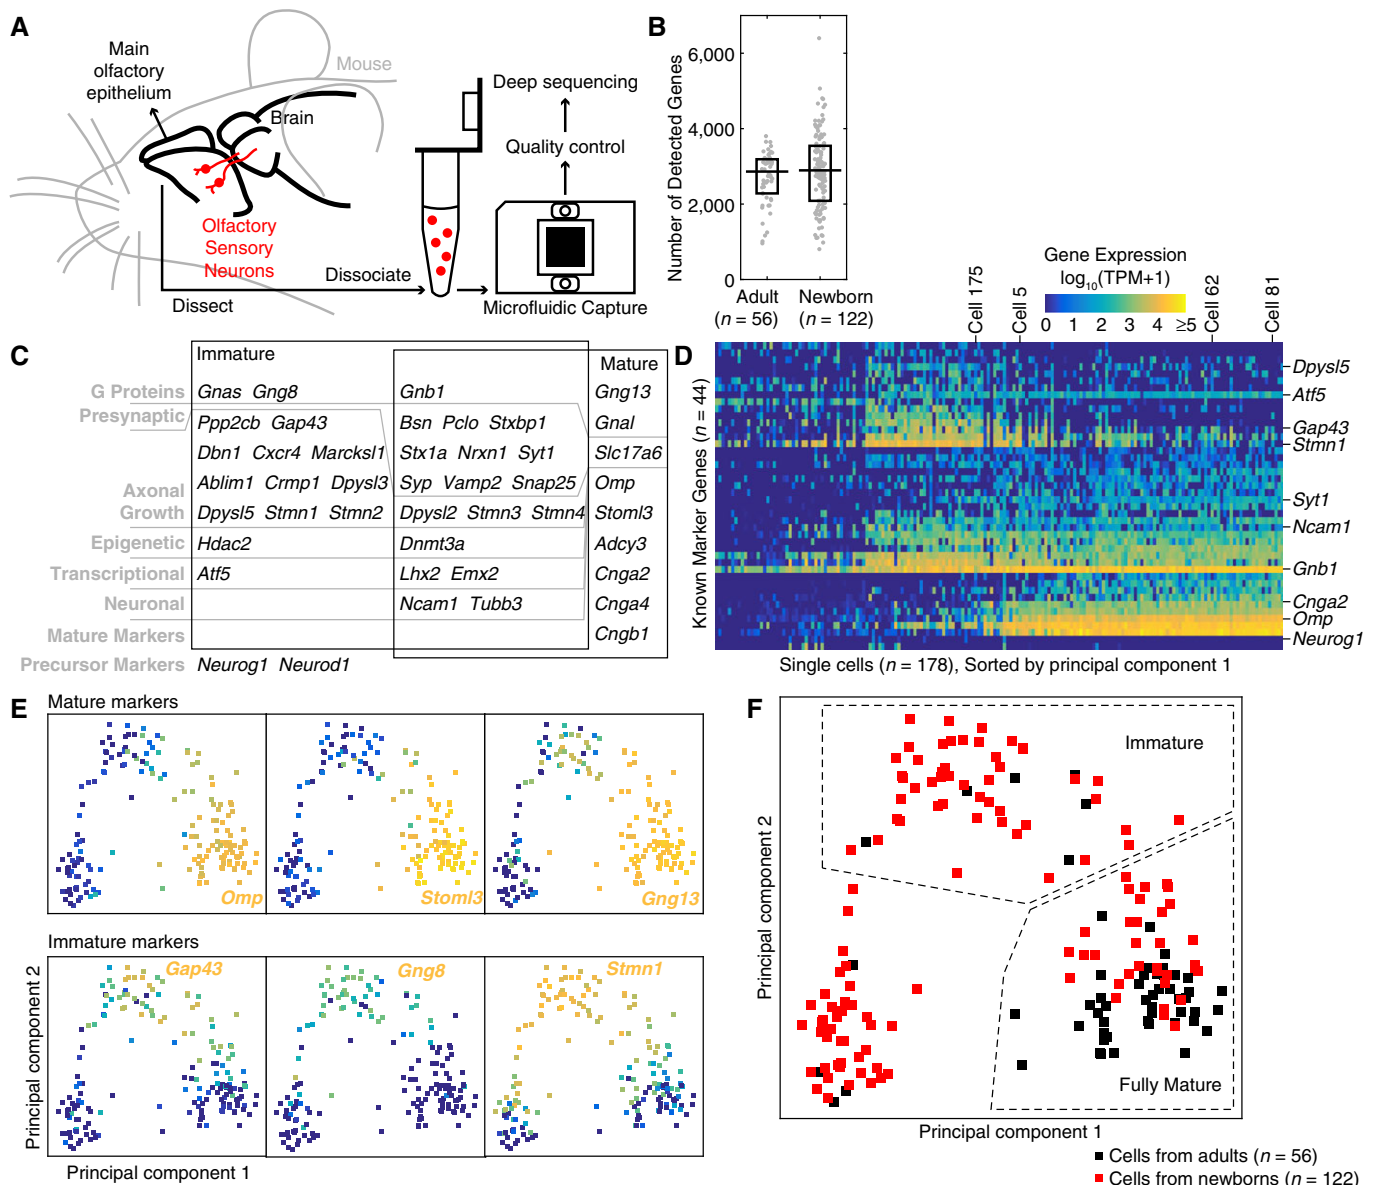 A
Main
olfactory
epithelium
Mouse
Brain
Olfactory
Sensory
Neurons
Dissect
Dissociate
Deep sequencing
Quality control
Microfluidic Capture
B
Number of Detected Genes
6,000
4,000
2,000
0
Adult
(n = 56)
Newborn
(n = 122)
C
Immature
Mature
G Proteins Gnas Gng8 Gnb1 Gng13
Presynaptic Ppp2cb Gap43 Bsn Pclo Stxbp1 Gnal
Dbn1 Cxcr4 Marcksl1 Stx1a Nrxn1 Syt1 Slc17a6
Axonal Ablim1 Crmp1 Dpysl3 Syp Vamp2 Snap25 Omp
Growth Dpysl5 Stmn1 Stmn2 Dpysl2 Stmn3 Stmn4 Stoml3
Epigenetic Hdac2 Dnmt3a Adcy3
Transcriptional Atf5 Lhx2 Emx2 Cnga2
Neuronal Ncam1 Tubb3 Cnga4
Mature Markers Cngb1
Precursor Markers Neurog1 Neurod1
D
Gene Expression
log10(TPM+1)
0 1 2 3 4 ≥5
Cell 175
Cell 5
Cell 62
Cell 81
Known Marker Genes (n = 44)
Dpysl5
Atf5
Gap43
Stmn1
Syt1
Ncam1
Gnb1
Cnga2
Omp
Neurog1
Single cells (n = 178), Sorted by principal component 1
E
Mature markers
Omp
Stoml3
Gng13
Immature markers
Gap43
Gng8
Stmn1
Principal component 2
Principal component 1
F
Immature
Fully Mature
Principal component 2
Principal component 1
Cells from adults (n = 56)
Cells from newborns (n = 122)